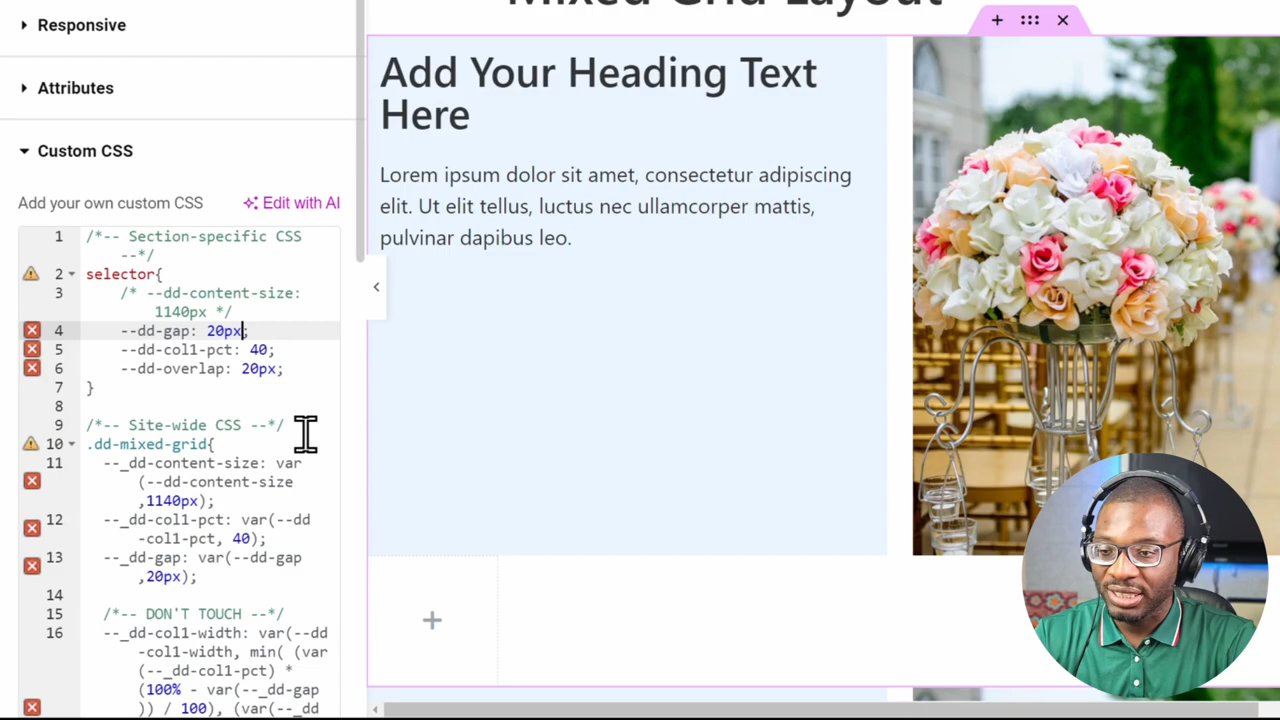 Mixed Grid Layout
Responsive
Attributes
Custom CSS
Add your own custom CSS
Edit with AI
1 /*-- Section-specific CSS
--*/
2 selector{
3 /* --dd-content-size:
1140px */
4 --dd-gap: 20px;
5 --dd-col1-pct: 40;
6 --dd-overlap: 20px;
7 }
8
9 /*-- Site-wide CSS --*/
10 .dd-mixed-grid{
11 --_dd-content-size: var
(--dd-content-size
,1140px);
12 --_dd-col1-pct: var(--dd
-col1-pct, 40);
13 --_dd-gap: var(--dd-gap
,20px);
14
15 /*-- DON'T TOUCH --*/
16 --_dd-col1-width: var(--dd
-col1-width, min( (var
(--_dd-col1-pct) *
(100% - var(--_dd-gap
)) / 100), (var(--_dd
Add Your Heading Text
Here
Lorem ipsum dolor sit amet, consectetur adipiscing
elit. Ut elit tellus, luctus nec ullamcorper mattis,
pulvinar dapibus leo.